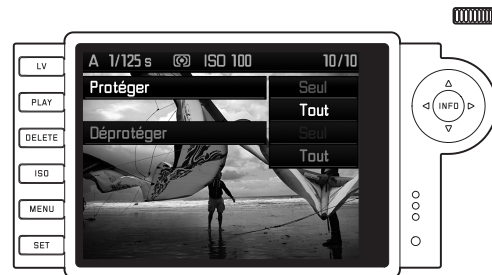 LV
PLAY
DELETE
ISO
MENU
SET
A 1/125 s ISO 100 10/10
Protéger Seul
Tout
Déprotéger Seul
Tout
INFO